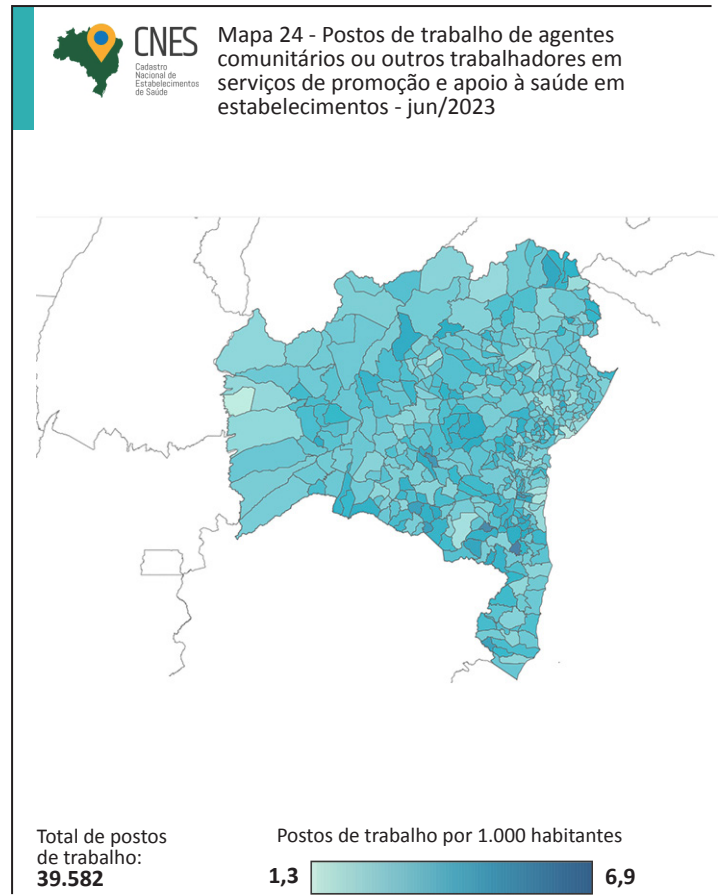 CNES
Cadastro
Nacional de
Estabelecimentos
de Saúde
Mapa 24 - Postos de trabalho de agentes
comunitários ou outros trabalhadores em
serviços de promoção e apoio à saúde em
estabelecimentos - jun/2023
Total de postos
de trabalho:
39.582
Postos de trabalho por 1.000 habitantes
1,3
6,9